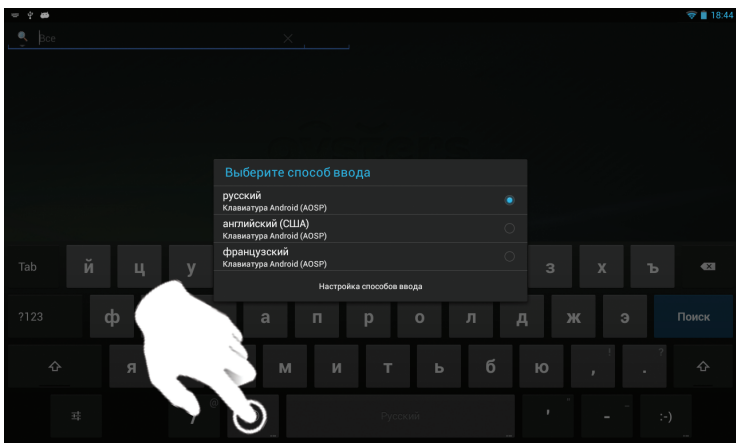 18:44
Все
Выберите способ ввода
русский
Клавиатура Android (AOSP)
английский (США)
Клавиатура Android (AOSP)
французский
Клавиатура Android (AOSP)
Настройка способов ввода
Tab й ц у з х ъ
?123 ф а п р о л д ж э Поиск
я м и т ь б ю , ! . ?
/ @ Русский ' " - _ :-)